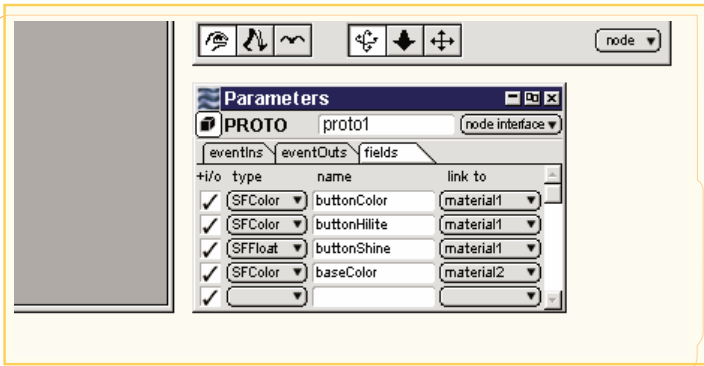 node
Parameters
PROTO proto1 node interface
eventIns eventOuts fields
+i/o type name link to
SFColor buttonColor material1
SFColor buttonHilite material1
SFFloat buttonShine material1
SFColor baseColor material2